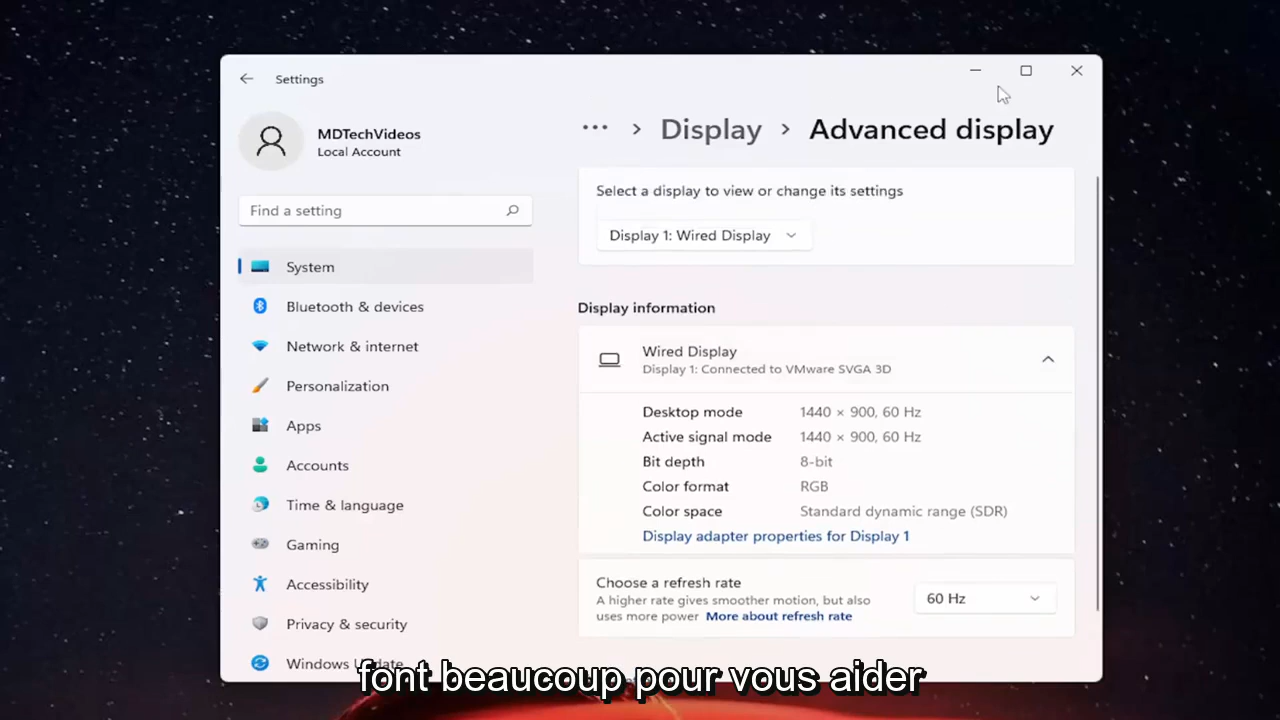 Settings
MDTechVideos
Local Account
Find a setting
System
Bluetooth & devices
Network & internet
Personalization
Apps
Accounts
Time & language
Gaming
Accessibility
Privacy & security
Windows Update
... > Display > Advanced display
Select a display to view or change its settings
Display 1: Wired Display
Display information
Wired Display
Display 1: Connected to VMware SVGA 3D
Desktop mode 1440 × 900, 60 Hz
Active signal mode 1440 × 900, 60 Hz
Bit depth 8-bit
Color format RGB
Color space Standard dynamic range (SDR)
Display adapter properties for Display 1
Choose a refresh rate
A higher rate gives smoother motion, but also
uses more power More about refresh rate
60 Hz
font beaucoup pour vous aider